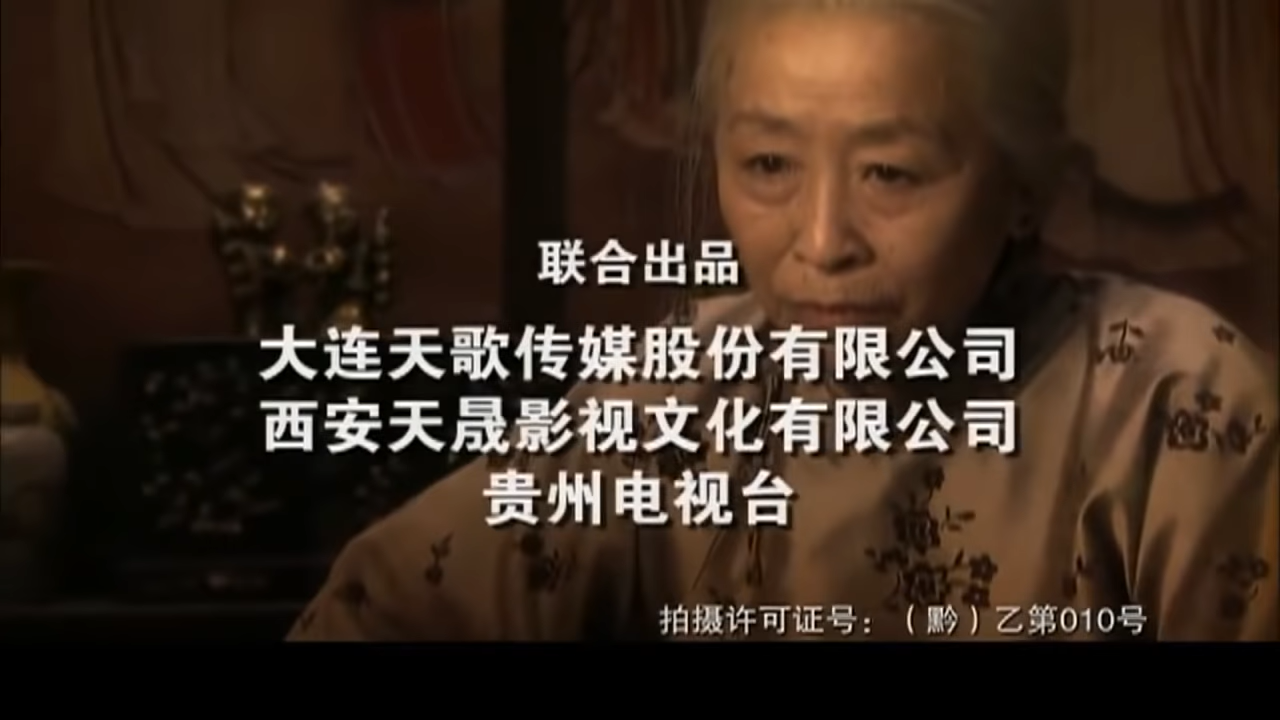 联合出品
大连天歌传媒股份有限公司
西安天晟影视文化有限公司
贵州电视台
拍摄许可证号：（黔）乙第010号